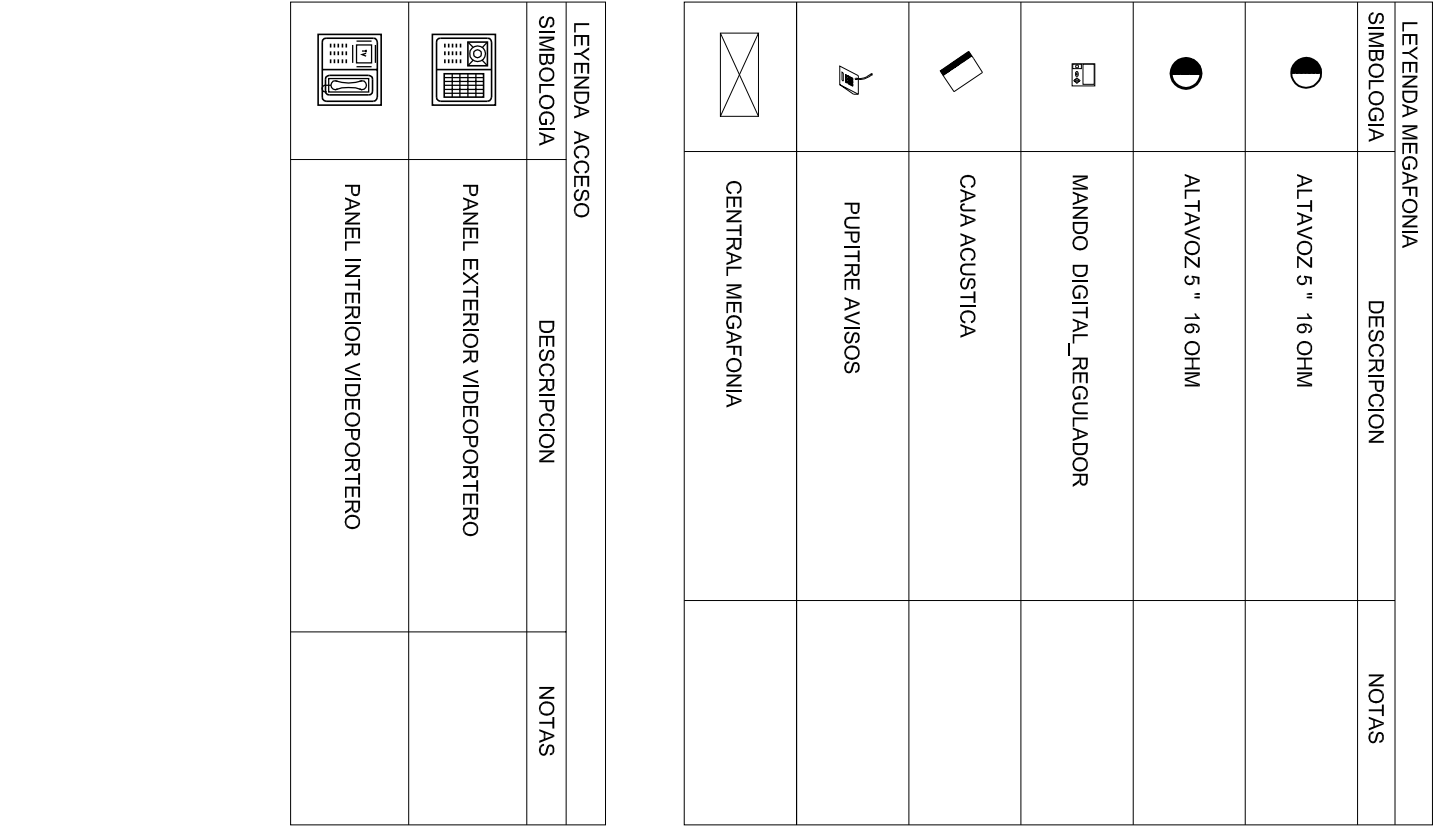 LEYENDA MEGAFONIA
SIMBOLOGIA DESCRIPCION NOTAS
ALTAVOZ 5 " 16 OHM
ALTAVOZ 5 " 16 OHM
MANDO DIGITAL_REGULADOR
CAJA ACUSTICA
PUPITRE AVISOS
CENTRAL MEGAFONIA
LEYENDA ACCESO
SIMBOLOGIA DESCRIPCION NOTAS
PANEL EXTERIOR VIDEOPORTERO
TV
PANEL INTERIOR VIDEOPORTERO